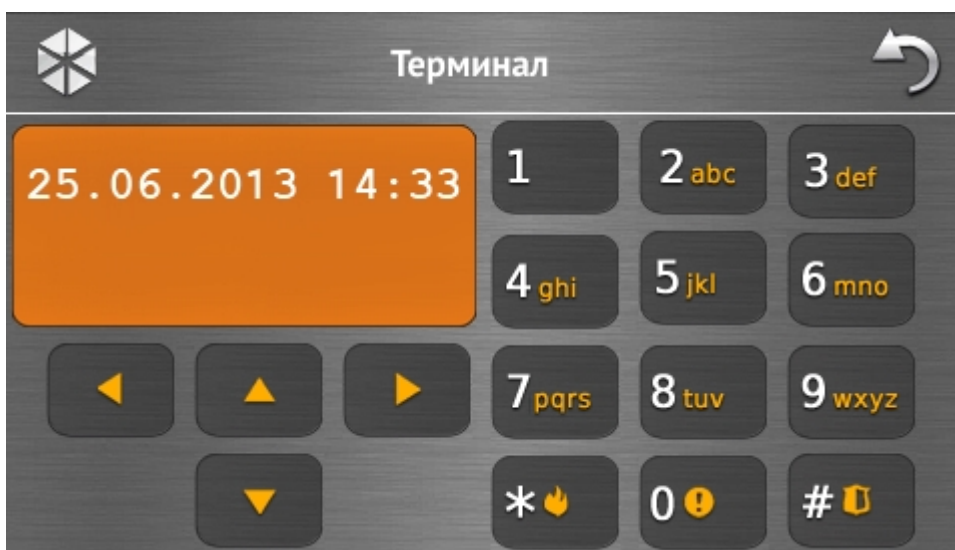 Терминал
25.06.2013 14:33
1 2 abc 3 def
4 ghi 5 jkl 6 mno
7 pqrs 8 tuv 9 wxyz
* 0 #